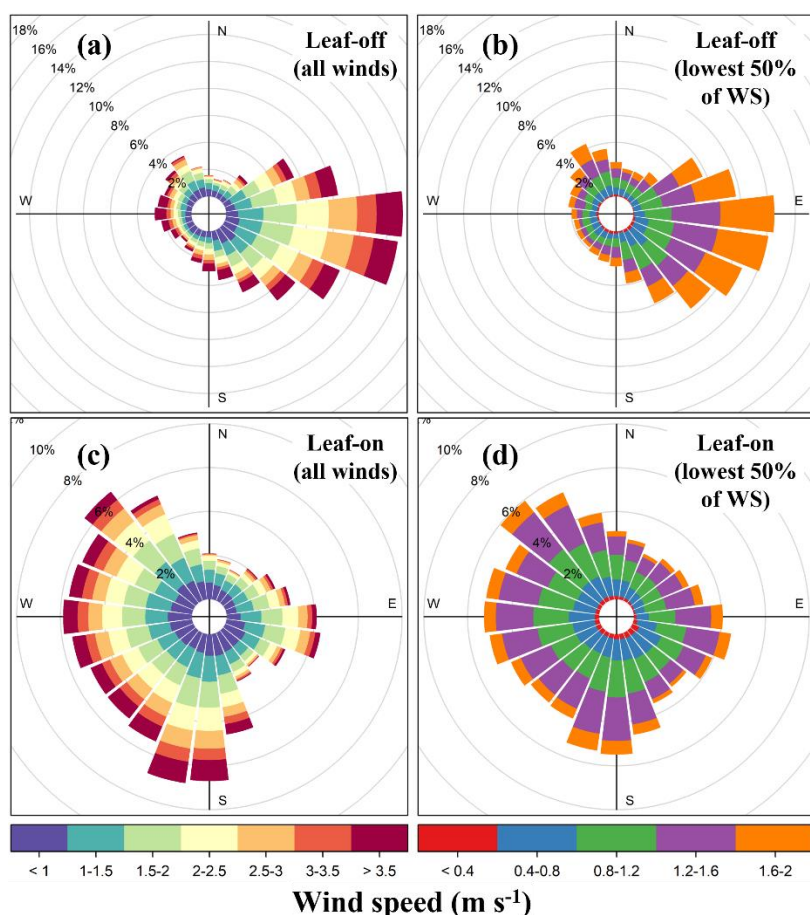 (a)
Leaf-off
(all winds)
N
W
S
18%
16%
14%
12%
10%
8%
6%
4%
2%
(b)
Leaf-off
(lowest 50%
of WS)
N
E
S
18%
16%
14%
12%
10%
8%
6%
4%
2%
(c)
Leaf-on
(all winds)
N
W
E
S
10%
8%
6%
4%
2%
(d)
Leaf-on
(lowest 50%
of WS)
%
N
W
E
S
10%
8%
6%
4%
2%
< 1 1-1.5 1.5-2 2-2.5 2.5-3 3-3.5 > 3.5
< 0.4 0.4-0.8 0.8-1.2 1.2-1.6 1.6-2
Wind speed (m s⁻¹)